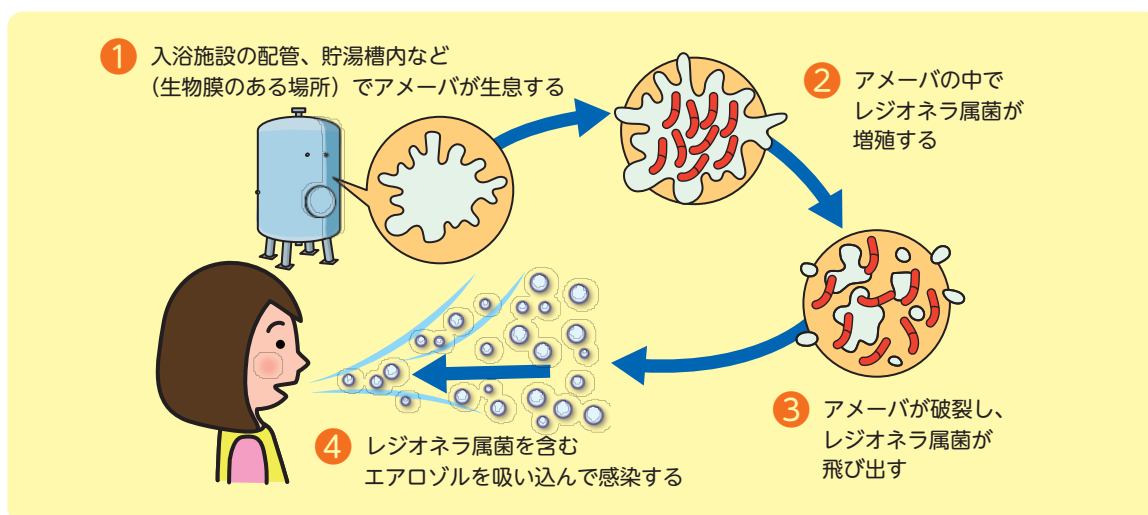 1 入浴施設の配管、貯湯槽内など
（生物膜のある場所）でアメーバが生息する
2 アメーバの中で
レジオネラ属菌が
増殖する
3 アメーバが破裂し、
レジオネラ属菌が
飛び出す
4 レジオネラ属菌を含む
エアロゾルを吸い込んで感染する